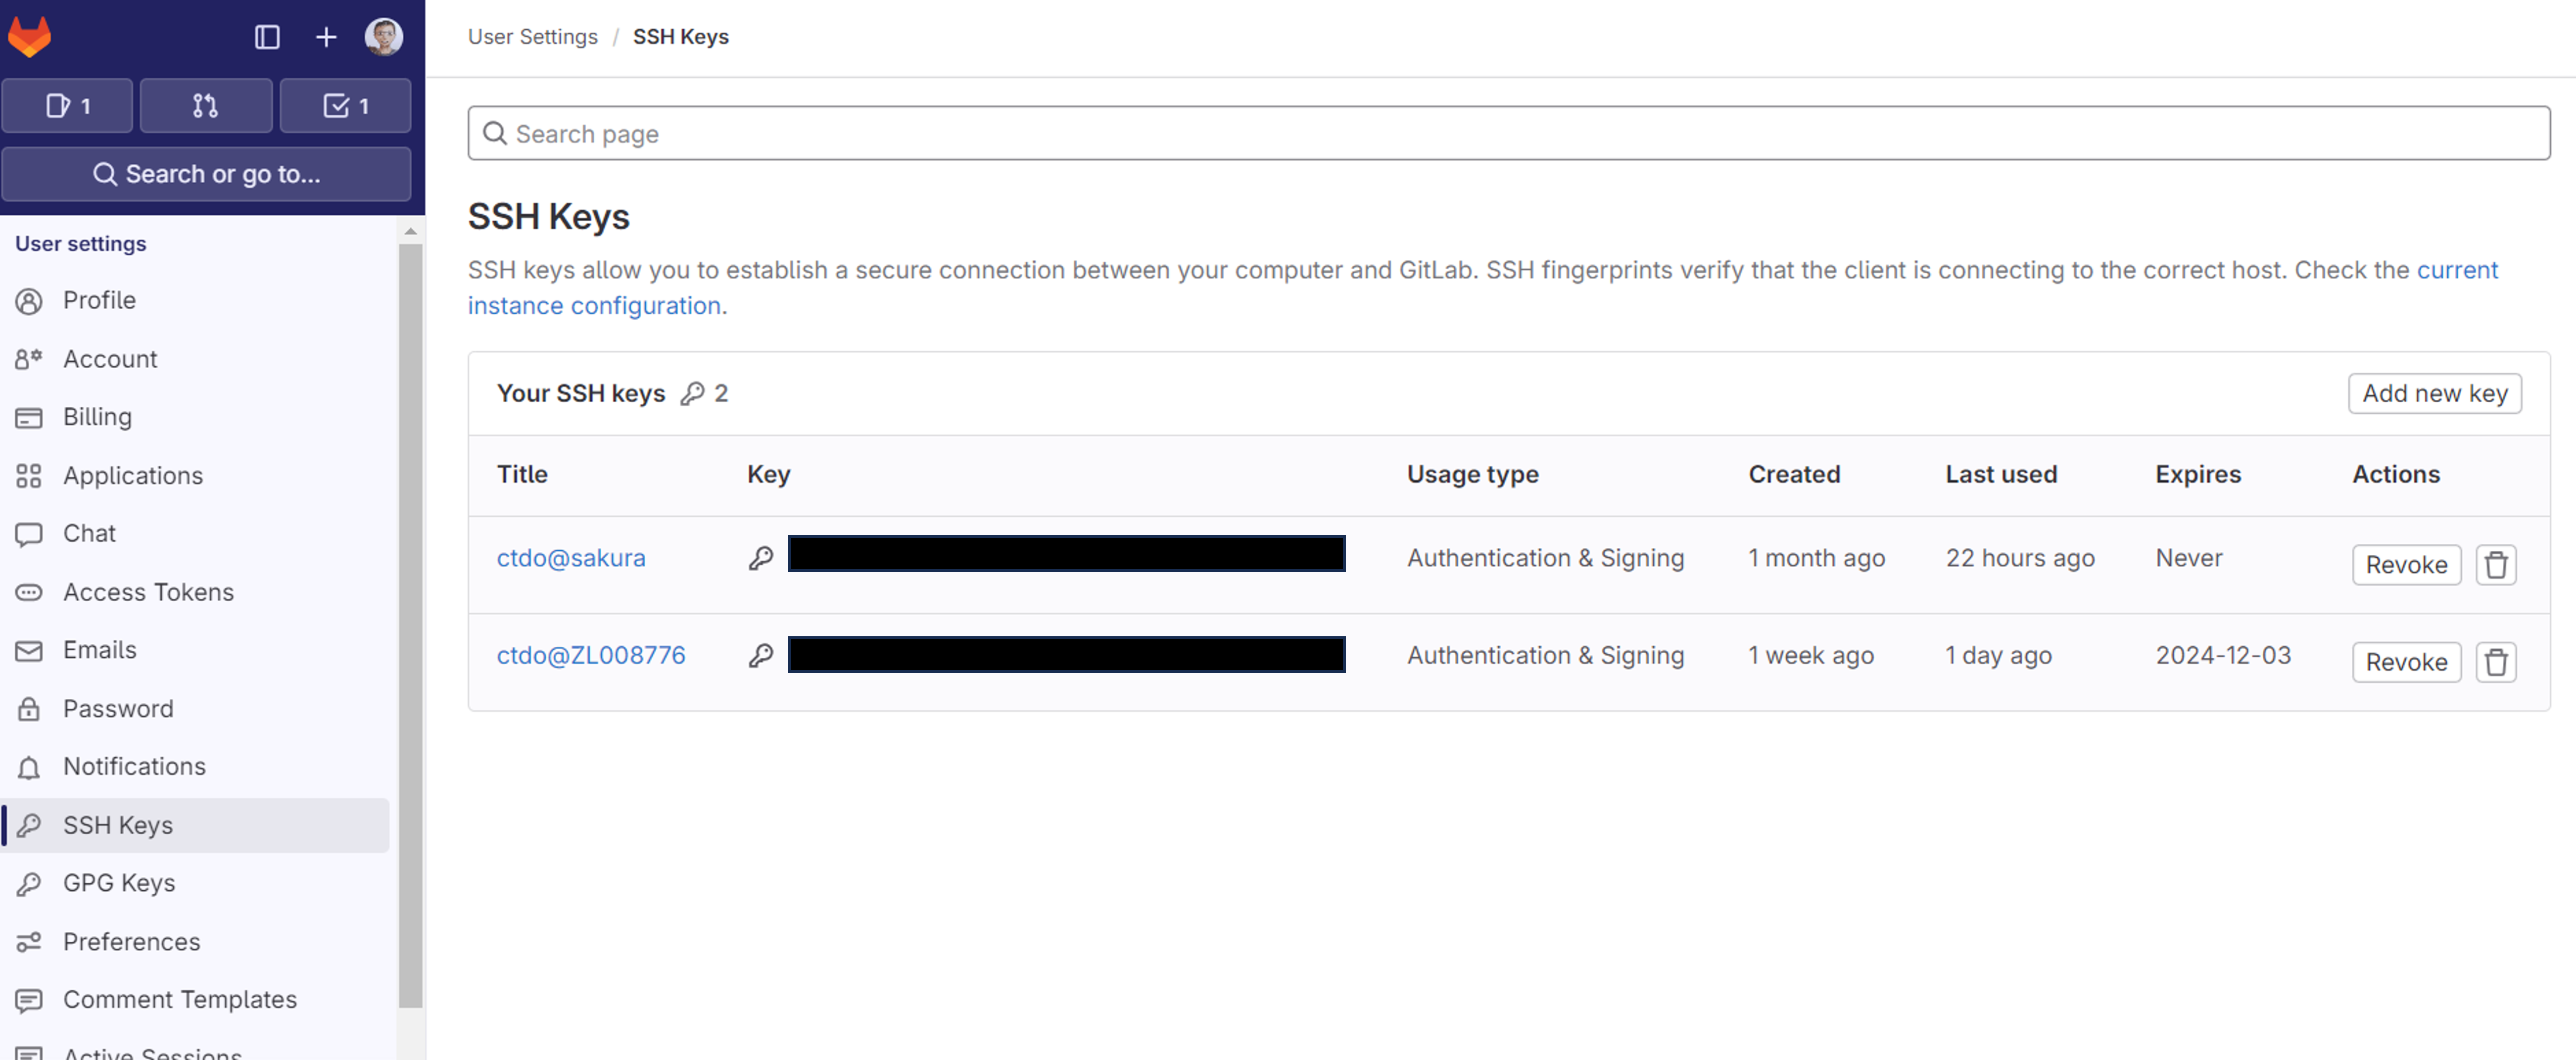 User Settings / SSH Keys
1
1
Search or go to...
Search page
User settings
Profile
Account
Billing
Applications
Chat
Access Tokens
Emails
Password
Notifications
SSH Keys
GPG Keys
Preferences
Comment Templates
Active Sessions
SSH Keys
SSH keys allow you to establish a secure connection between your computer and GitLab. SSH fingerprints verify that the client is connecting to the correct host. Check the current
instance configuration.
Your SSH keys 2
Add new key
Title Key Usage type Created Last used Expires Actions
ctdo@sakura Authentication & Signing 1 month ago 22 hours ago Never Revoke
ctdo@ZL008776 Authentication & Signing 1 week ago 1 day ago 2024-12-03 Revoke